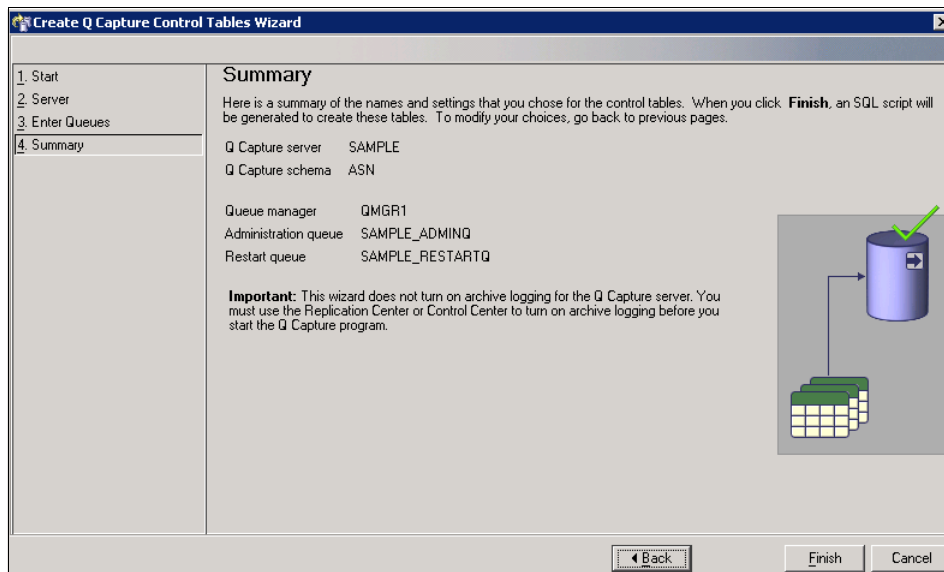 Create Q Capture Control Tables Wizard
1. Start
2. Server
3. Enter Queues
4. Summary
Summary
Here is a summary of the names and settings that you chose for the control tables. When you click Finish, an SQL script will
be generated to create these tables. To modify your choices, go back to previous pages.
Q Capture server SAMPLE
Q Capture schema ASN
Queue manager QMGR1
Administration queue SAMPLE_ADMINQ
Restart queue SAMPLE_RESTARTQ
Important: This wizard does not turn on archive logging for the Q Capture server. You
must use the Replication Center or Control Center to turn on archive logging before you
start the Q Capture program.
Back
Finish
Cancel